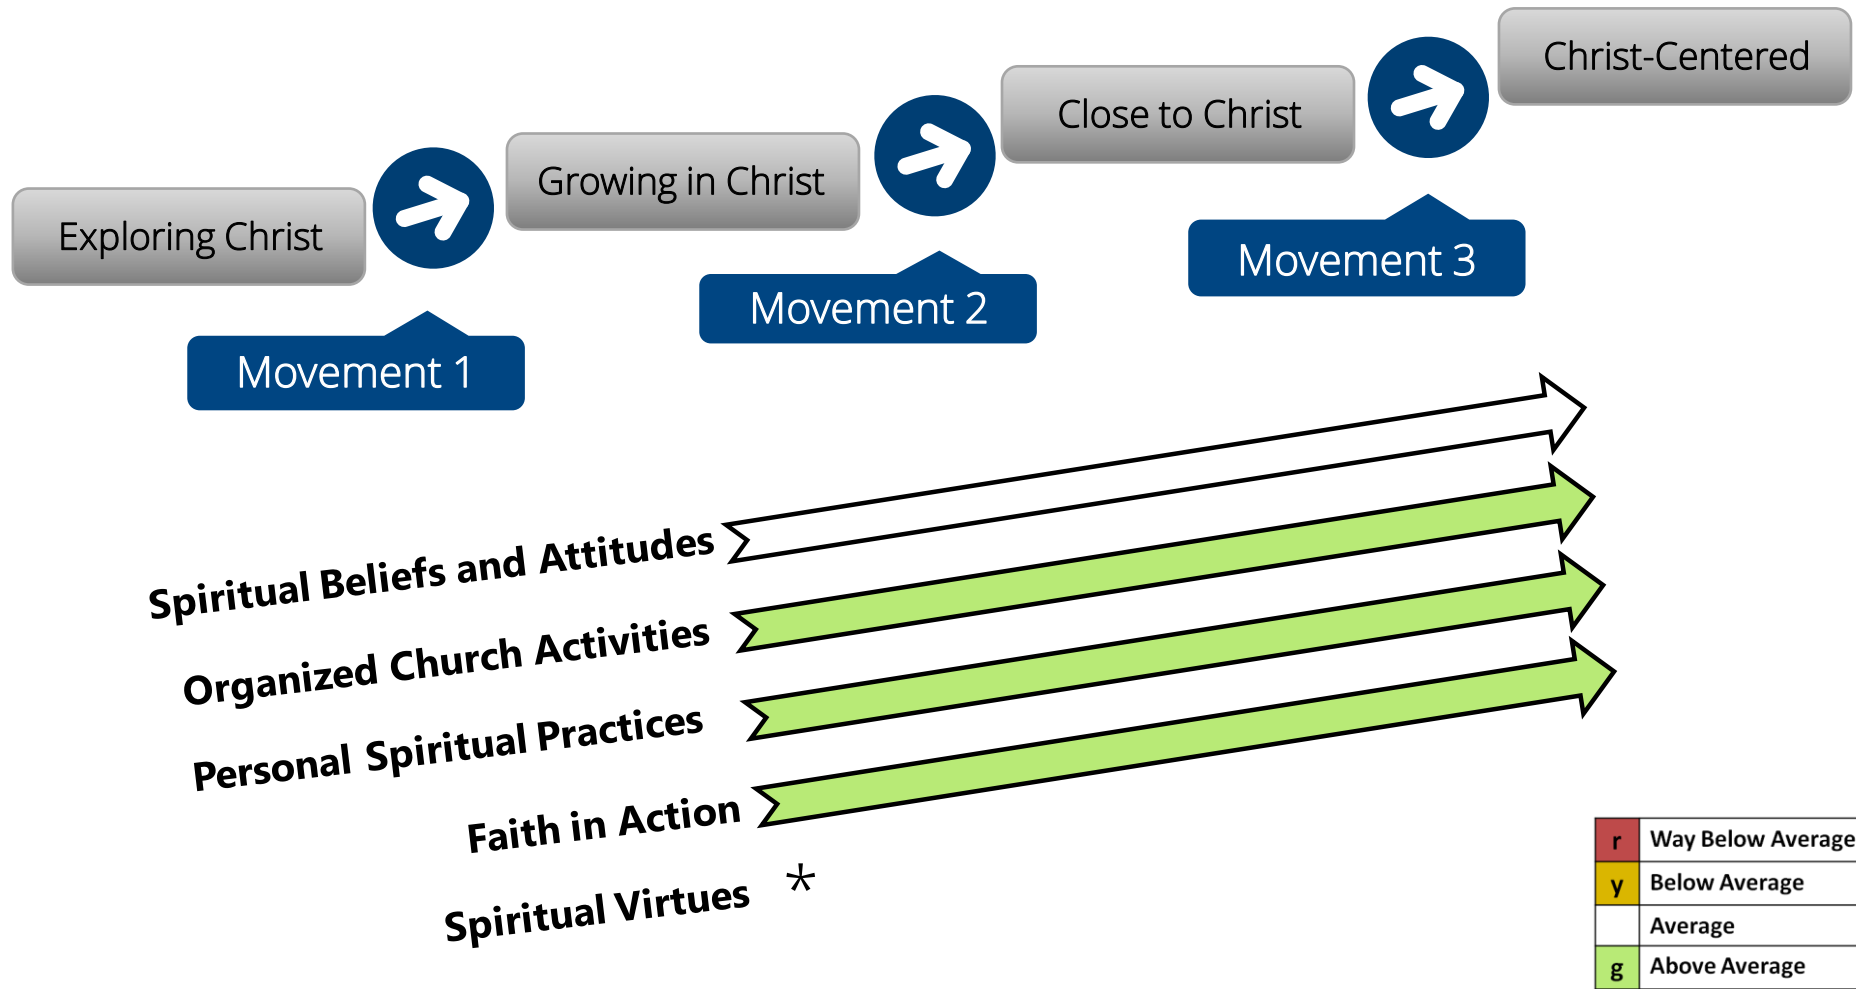 Exploring Christ
Growing in Christ
Close to Christ
Christ-Centered
Movement 1
Movement 2
Movement 3
Spiritual Beliefs and Attitudes
Organized Church Activities
Personal Spiritual Practices
Faith in Action
Spiritual Virtues *
r Way Below Average
y Below Average
Average
g Above Average